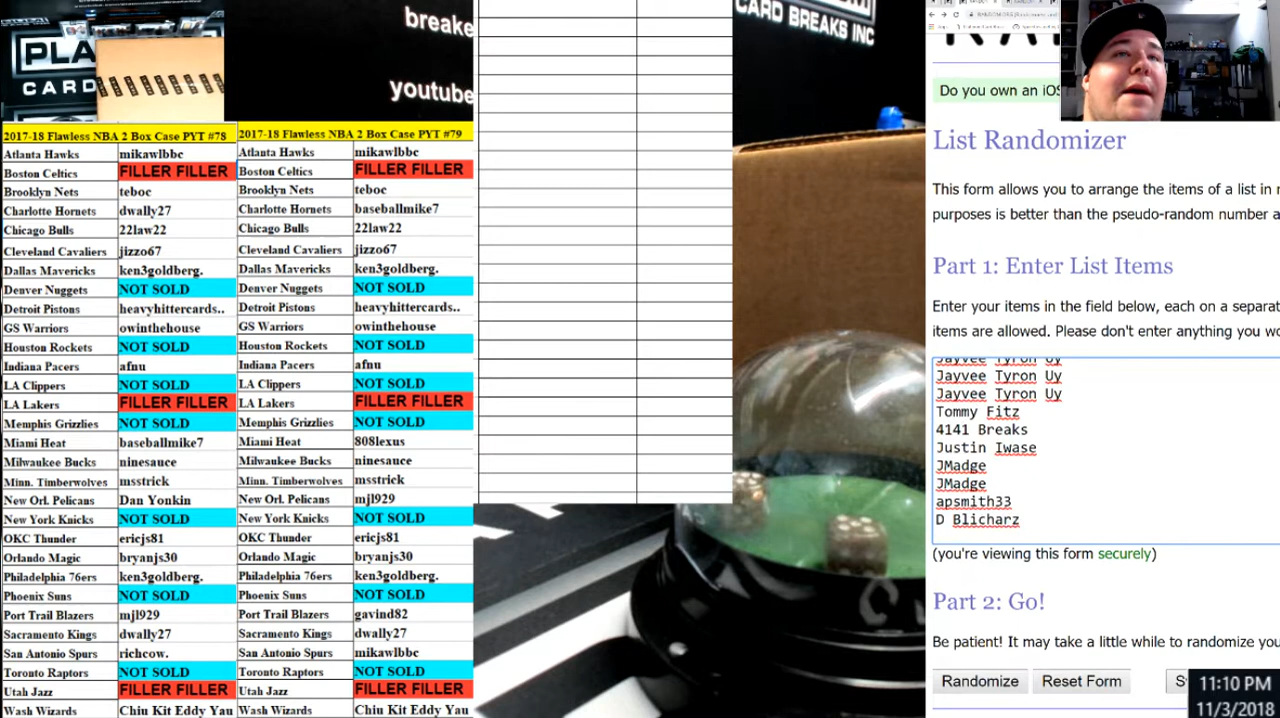 PLA
CARD
breake
youtube
CARD BREAKS INC
2017-18 Flawless NBA 2 Box Case PYT #78
Atlanta Hawks mikawlbbc
Boston Celtics FILLER FILLER
Brooklyn Nets teboc
Charlotte Hornets dwally27
Chicago Bulls 22law22
Cleveland Cavaliers jizzo67
Dallas Mavericks ken3goldberg.
Denver Nuggets NOT SOLD
Detroit Pistons heavyhittercards..
GS Warriors owinthehouse
Houston Rockets NOT SOLD
Indiana Pacers afnu
LA Clippers NOT SOLD
LA Lakers FILLER FILLER
Memphis Grizzlies NOT SOLD
Miami Heat baseballmike7
Milwaukee Bucks ninesauce
Minn. Timberwolves msstrick
New Orl. Pelicans Dan Yonkin
New York Knicks NOT SOLD
OKC Thunder ericjs81
Orlando Magic bryanjs30
Philadelphia 76ers ken3goldberg.
Phoenix Suns NOT SOLD
Port Trail Blazers mjl929
Sacramento Kings dwally27
San Antonio Spurs richcow.
Toronto Raptors NOT SOLD
Utah Jazz FILLER FILLER
Wash Wizards Chiu Kit Eddy Yau
2017-18 Flawless NBA 2 Box Case PYT #79
Atlanta Hawks mikawlbbc
Boston Celtics FILLER FILLER
Brooklyn Nets teboc
Charlotte Hornets baseballmike7
Chicago Bulls 22law22
Cleveland Cavaliers jizzo67
Dallas Mavericks ken3goldberg.
Denver Nuggets NOT SOLD
Detroit Pistons heavyhittercards..
GS Warriors owinthehouse
Houston Rockets NOT SOLD
Indiana Pacers afnu
LA Clippers NOT SOLD
LA Lakers FILLER FILLER
Memphis Grizzlies NOT SOLD
Miami Heat 808lexus
Milwaukee Bucks ninesauce
Minn. Timberwolves msstrick
New Orl. Pelicans mjl929
New York Knicks NOT SOLD
OKC Thunder ericjs81
Orlando Magic bryanjs30
Philadelphia 76ers ken3goldberg.
Phoenix Suns NOT SOLD
Port Trail Blazers gavind82
Sacramento Kings dwally27
San Antonio Spurs mikawlbbc
Toronto Raptors NOT SOLD
Utah Jazz FILLER FILLER
Wash Wizards Chiu Kit Eddy Yau
Do you own an iOS
List Randomizer
This form allows you to arrange the items of a list in
purposes is better than the pseudo-random number a
Part 1: Enter List Items
Enter your items in the field below, each on a separat
items are allowed. Please don't enter anything you wo
Jayvee Tyron Uy
Jayvee Tyron Uy
Jayvee Tyron Uy
Tommy Fitz
4141 Breaks
Justin Iwase
JMadge
JMadge
apsmith33
D Blicharz
(you're viewing this form securely)
Part 2: Go!
Be patient! It may take a little while to randomize you
Randomize Reset Form S
11:10 PM
11/3/2018